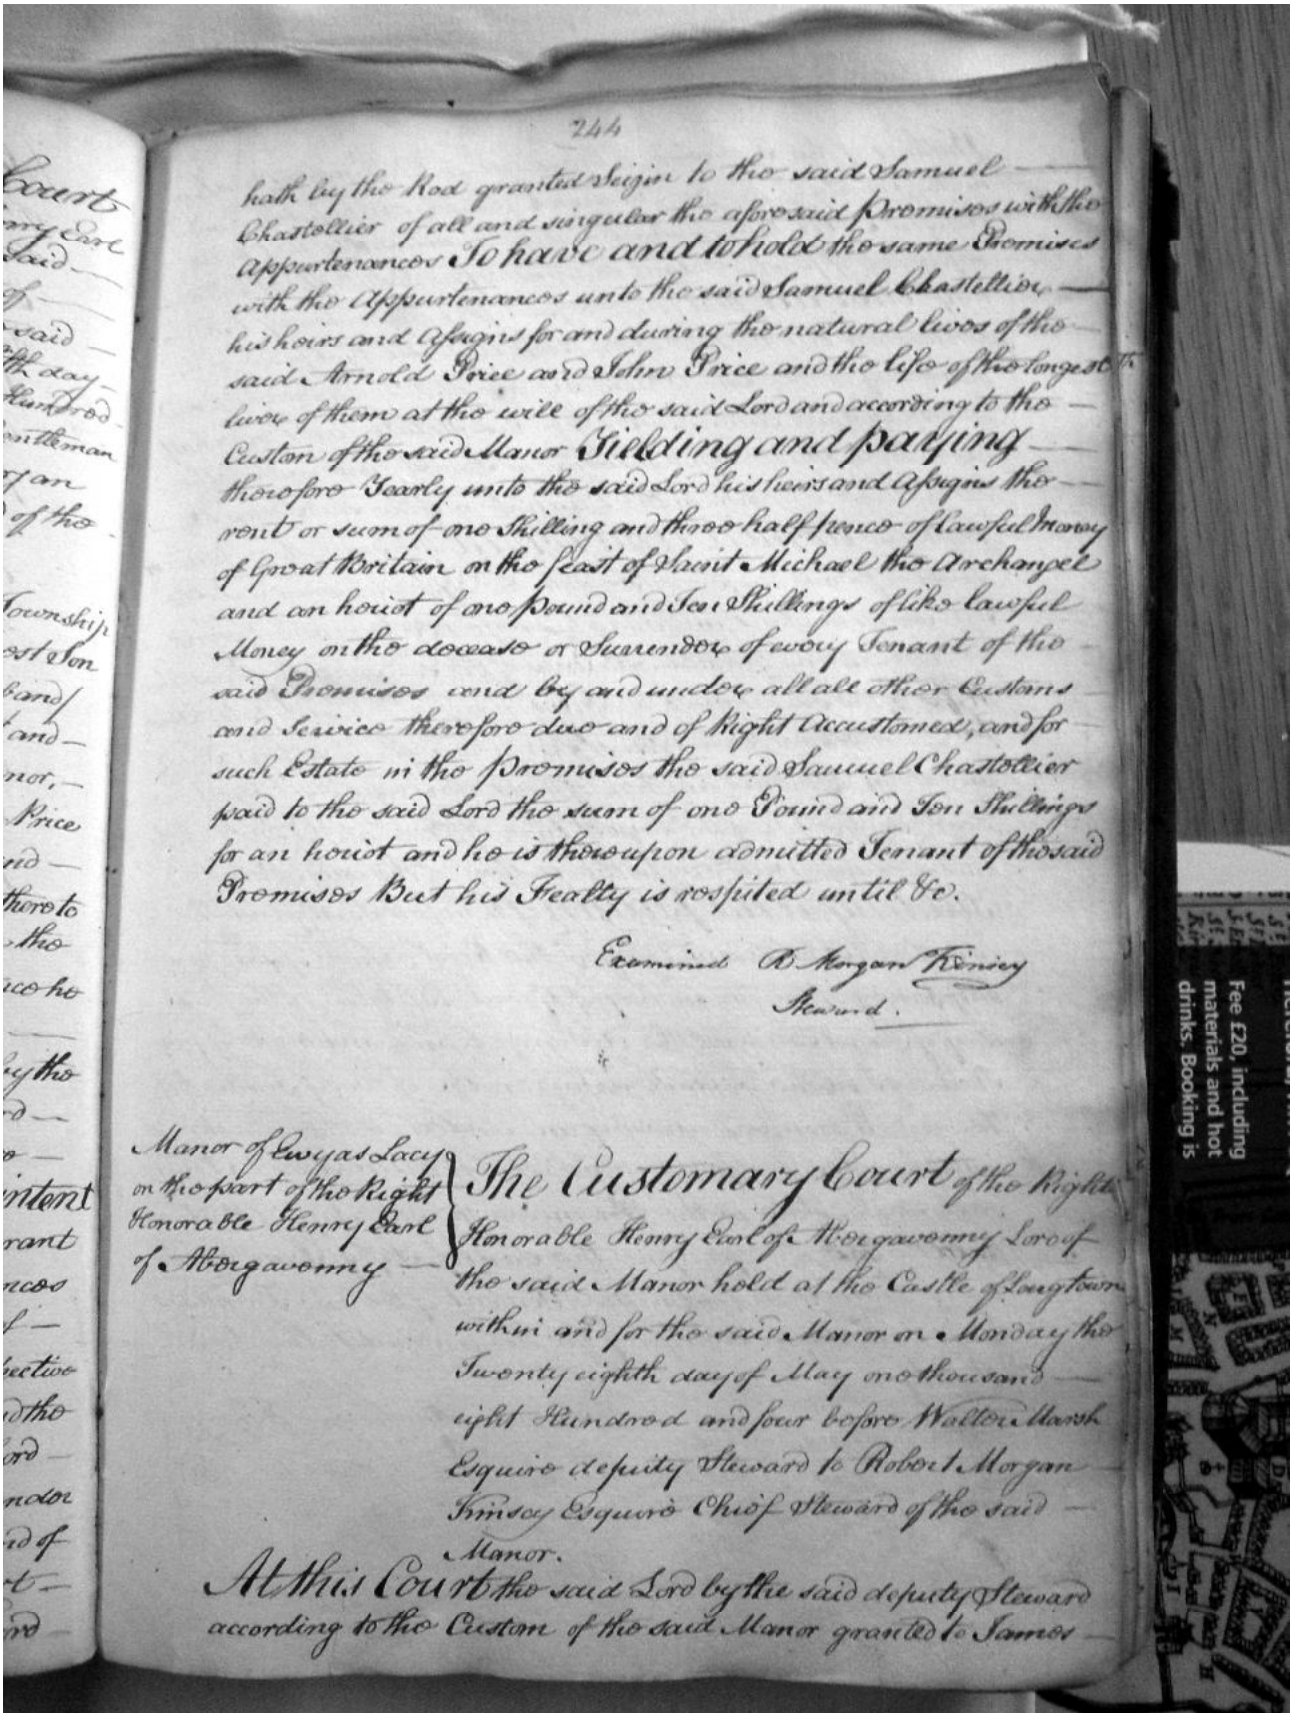 244
hath by the Rod granted Seizin to the said Samuel
Chastellier of all and singular the aforesaid Premises with the
Appurtenances To have and to hold the same Premises
with the Appurtenances unto the said Samuel Chastellier
his heirs and Assigns for and during the natural lives of the
said Arnold Price and John Price and the life of the longest
liver of them at the will of the said Lord and according to the
Custom of the said Manor Yielding and paying
therefore Yearly unto the said Lord his heirs and Assigns the
rent or sum of one Shilling and three half pence of lawful Money
of Great Britain on the feast of Saint Michael the Archangel
and an heriot of one Pound and Ten Shillings of like lawful
Money on the decease or Surrender of every Tenant of the
said Premises and by and under all all other Customs
and Service therefore due and of Right Accustomed, and for
such Estate in the Premises the said Samuel Chastellier
paid to the said Lord the sum of one Pound and Ten Shillings
for an heriot and he is thereupon admitted Tenant of the said
Premises But his Fealty is respited until &c.
Examined R Morgan Kinsey
Steward.
Manor of Ewyas Lacy
on the part of the Right
Honorable Henry Earl
of Abergavenny
The Customary Court of the Right
Honorable Henry Earl of Abergavenny Lord of
the said Manor held at the Castle of Longtown
within and for the said Manor on Monday the
Twenty eighth day of May one thousand
eight Hundred and four before Walter Marsh
Esquire deputy Steward to Robert Morgan
Kinsey Esquire Chief Steward of the said
Manor.
At this Court the said Lord by the said deputy Steward
according to the Custom of the said Manor granted to James
Court
Earl
said
of
said
day
Hundred
Gentleman
an
of the
Township
Son
and
Price
thereto
the
he
by the
intent
the
of
Fee £20, including
materials and hot
drinks. Booking is